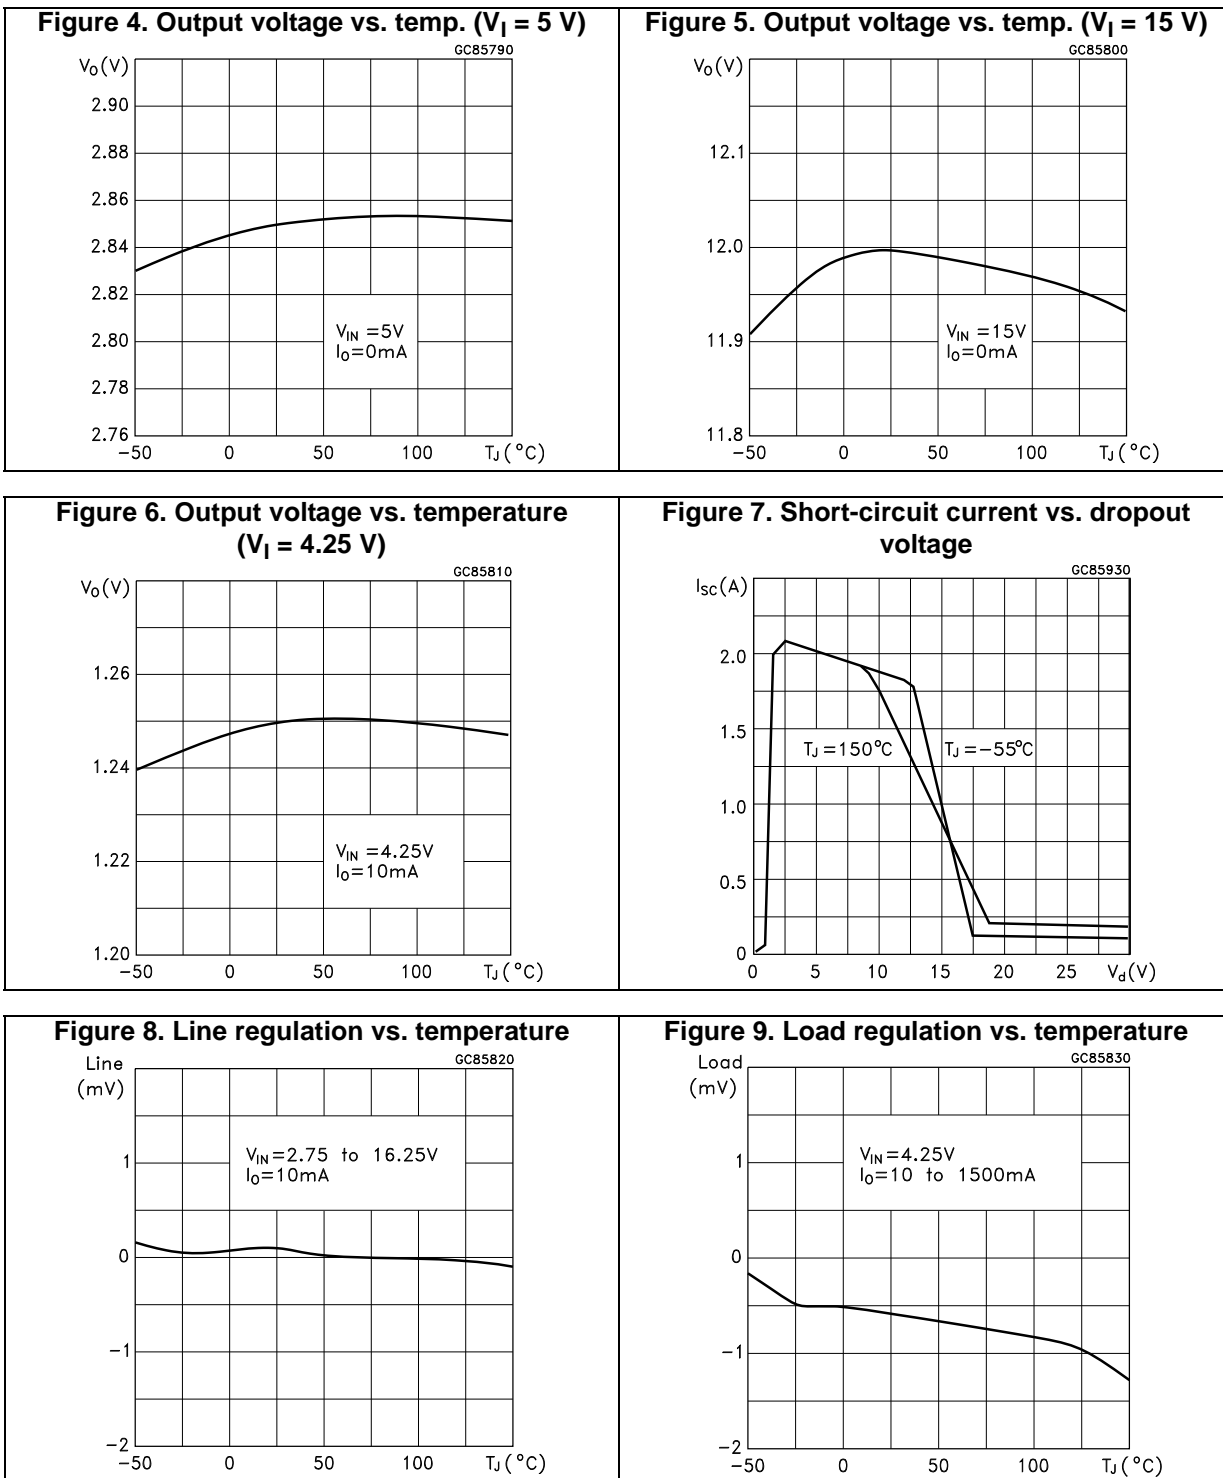 Figure 4. Output voltage vs. temp. (VI = 5 V)
GC85790
VO(V)
2.90
2.88
2.86
2.84
2.82
2.80
2.78
2.76
VIN =5V
IO=0mA
-50 0 50 100 TJ(°C)
Figure 5. Output voltage vs. temp. (VI = 15 V)
GC85800
VO(V)
12.1
12.0
11.9
11.8
VIN =15V
IO=0mA
-50 0 50 100 TJ(°C)
Figure 6. Output voltage vs. temperature
(VI = 4.25 V)
GC85810
VO(V)
1.26
1.24
1.22
1.20
VIN =4.25V
IO=10mA
-50 0 50 100 TJ(°C)
Figure 7. Short-circuit current vs. dropout
voltage
GC85930
ISC(A)
2.0
1.5
1.0
0.5
0
TJ=150°C TJ=-55°C
0 5 10 15 20 25 Vd(V)
Figure 8. Line regulation vs. temperature
GC85820
Line
(mV)
1
0
-1
-2
VIN=2.75 to 16.25V
IO=10mA
-50 0 50 100 TJ(°C)
Figure 9. Load regulation vs. temperature
GC85830
Load
(mV)
1
0
-1
-2
VIN=4.25V
IO=10 to 1500mA
-50 0 50 100 TJ(°C)